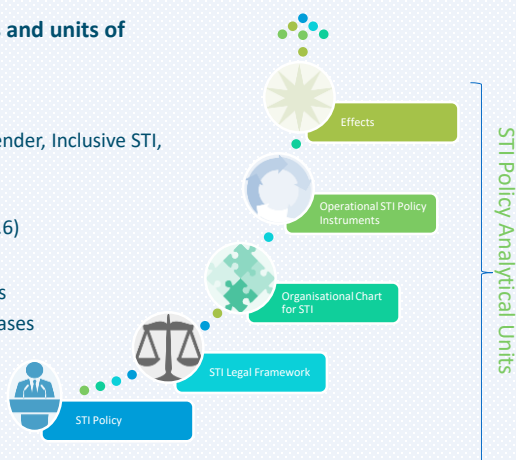 and units of
ender, Inclusive STI,
.6)
s
ases
Effects
Operational STI Policy
Instruments
Organisational Chart
for STI
STI Legal Framework
STI Policy
STI Policy Analytical Units